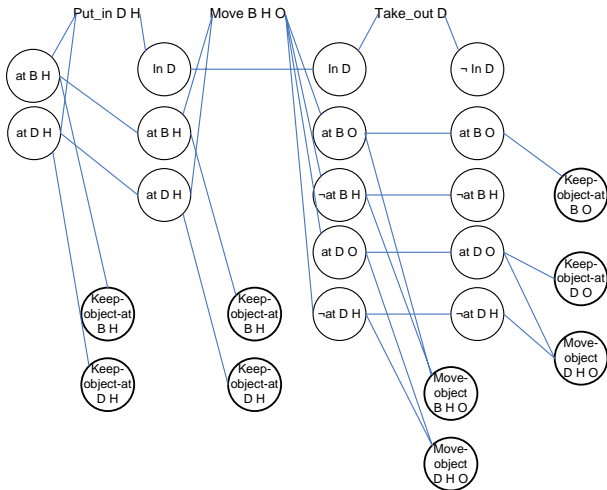 Put_in D H
Move B H O
Take_out D
at B H
In D
In D
¬ In D
at D H
at B H
at B O
at B O
at D H
¬at B H
¬at B H
Keep-
object-at
B O
at D O
at D O
Keep-
object-at
D O
Keep-
object-at
B H
Keep-
object-at
B H
¬at D H
¬at D H
Move-
object
D H O
Keep-
object-at
D H
Keep-
object-at
D H
Move-
object
B H O
Move-
object
D H O